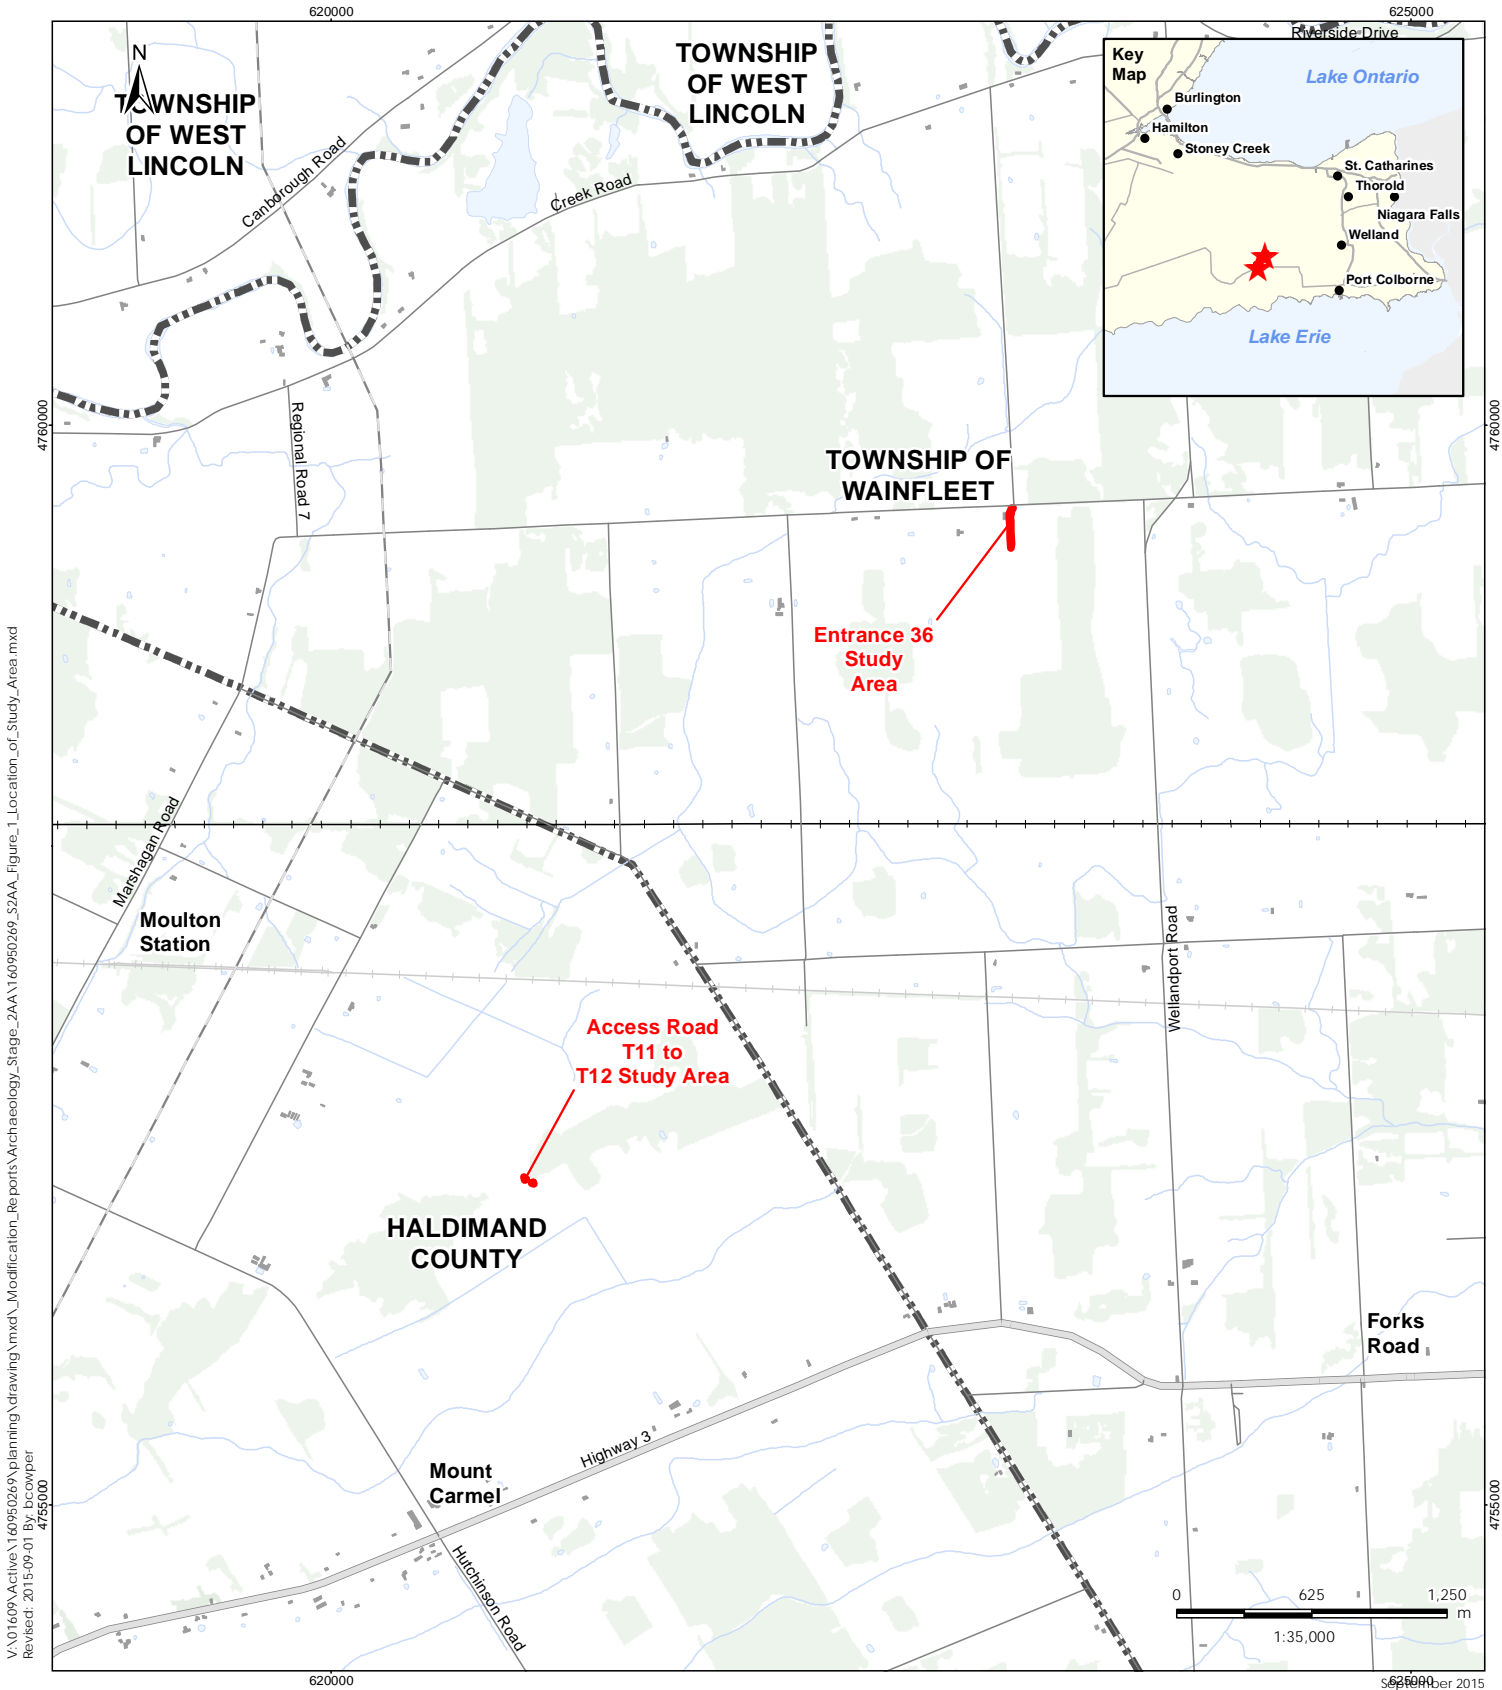 620000
625000
Riverside Drive
N
TOWNSHIP
OF WEST
LINCOLN
TOWNSHIP
OF WEST
LINCOLN
Key
Map
Lake Ontario
Burlington
Hamilton
Stoney Creek
St. Catharines
Thorold
Niagara Falls
Welland
Port Colborne
Lake Erie
Canborough Road
Creek Road
Regional Road 7
4760000
4760000
TOWNSHIP OF
WAINFLEET
Entrance 36
Study
Area
Marshagan Road
Moulton
Station
Wellandport Road
Access Road
T11 to
T12 Study Area
HALDIMAND
COUNTY
Forks
Road
Highway 3
Mount
Carmel
Hutchinson Road
4755000
4755000
0 625 1,250
m
1:35,000
620000
625000
September 2015
V:\01609\Active\160950269\planning\drawing\mxd\_Modification_Reports\Archaeology_Stage_2AA\160950269_S2AA_Figure_1_Location_of_Study_Area.mxd
Revised: 2015-09-01 By: bcowper